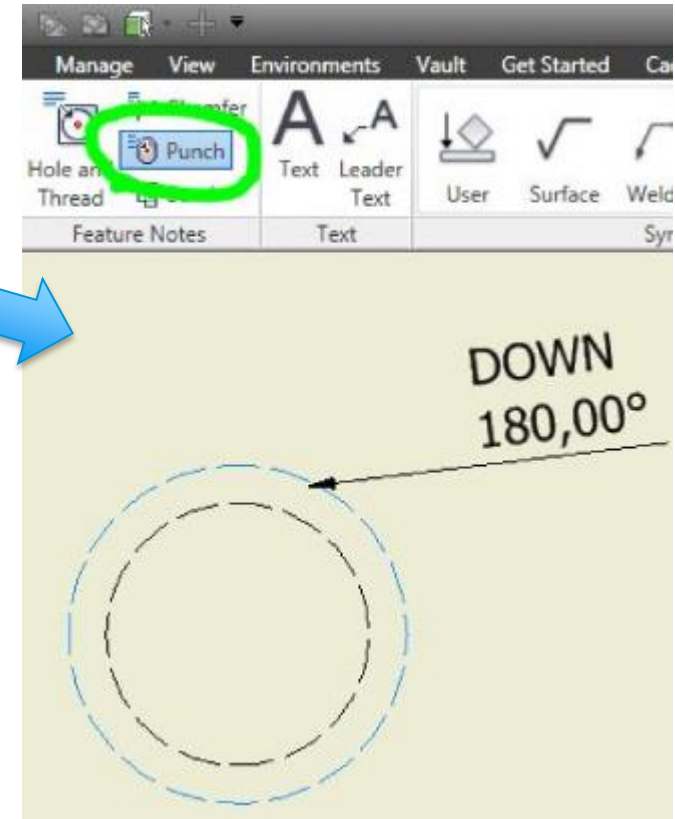 Manage View Environments Vault Get Started
Punch
Hole and
Thread
Text Leader
Text
User Surface
Feature Notes Text
DOWN
180,00°